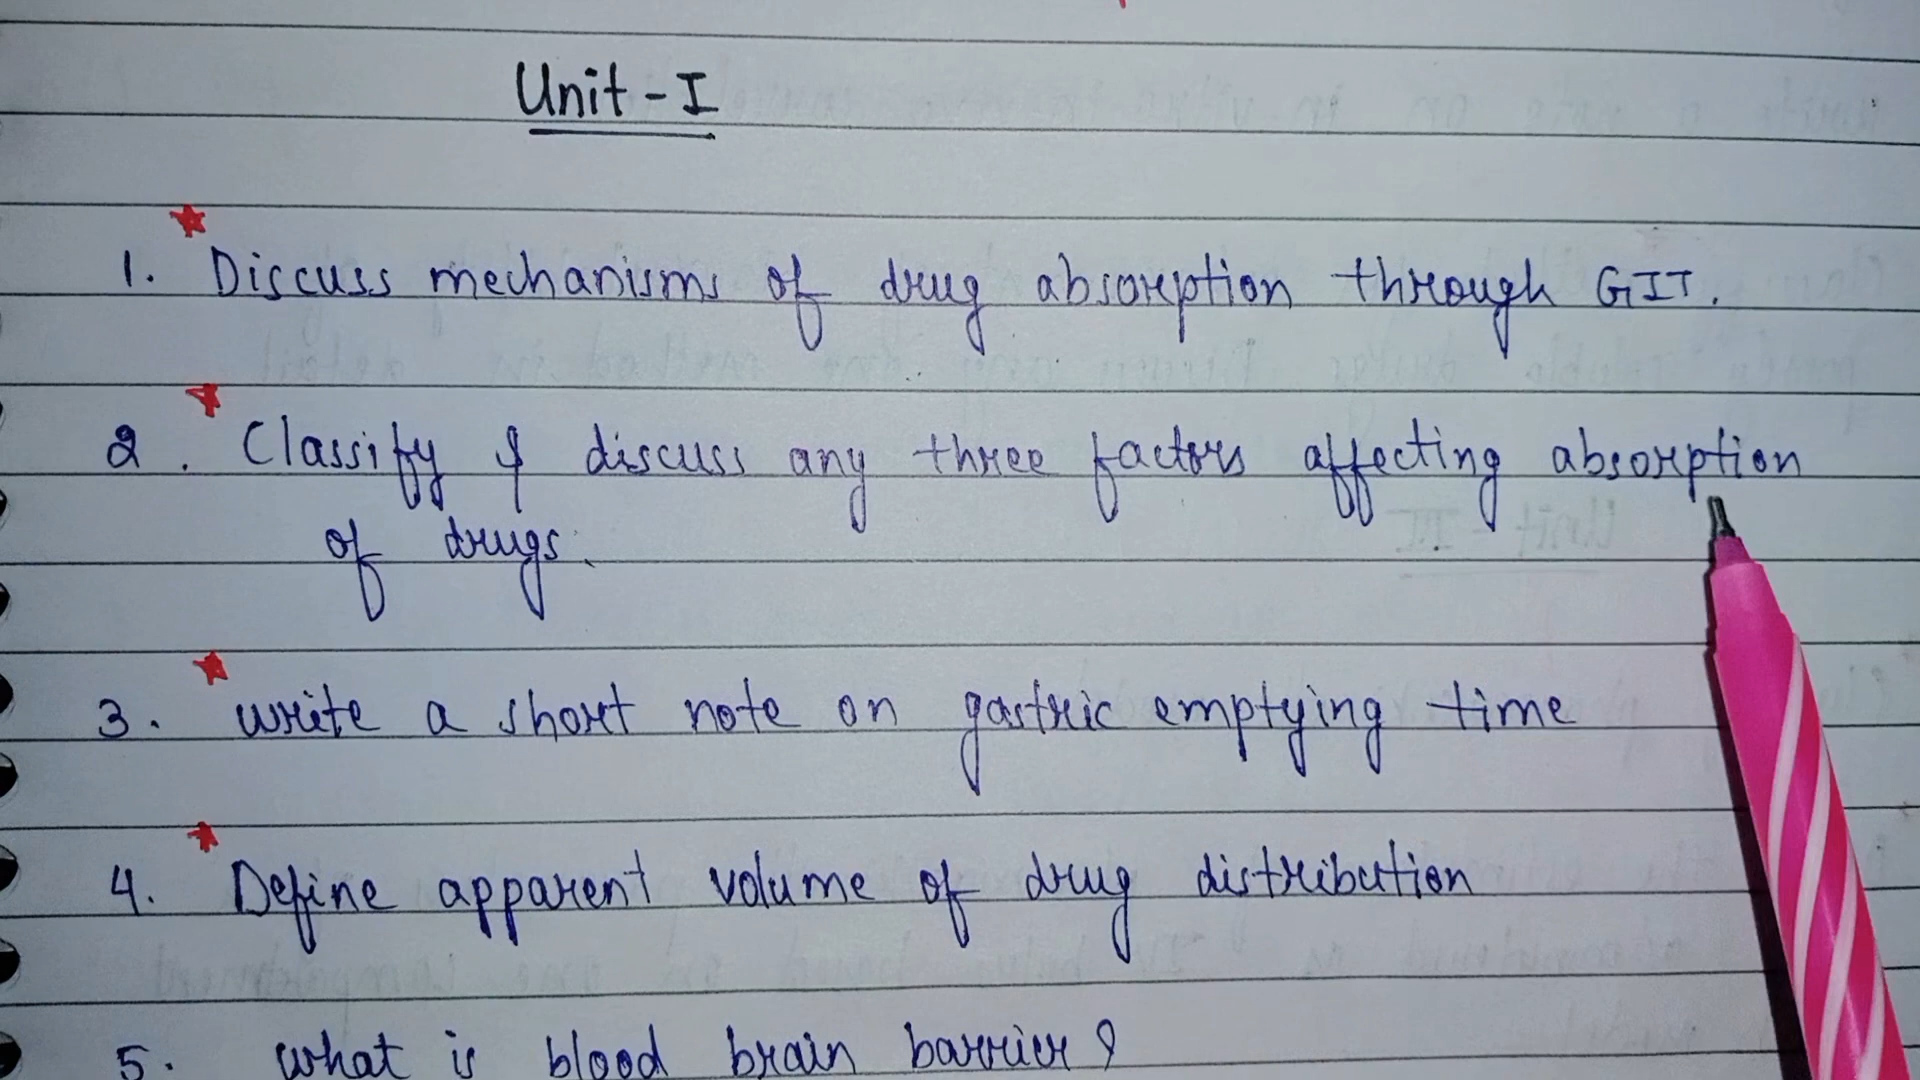 Unit-I
1. Discuss mechanisms of drug absorption through GIT.
2. Classify & discuss any three factors affecting absorption
of drugs.
3. write a short note on gastric emptying time
4. Define apparent volume of drug distribution
5. what is blood brain barrier?